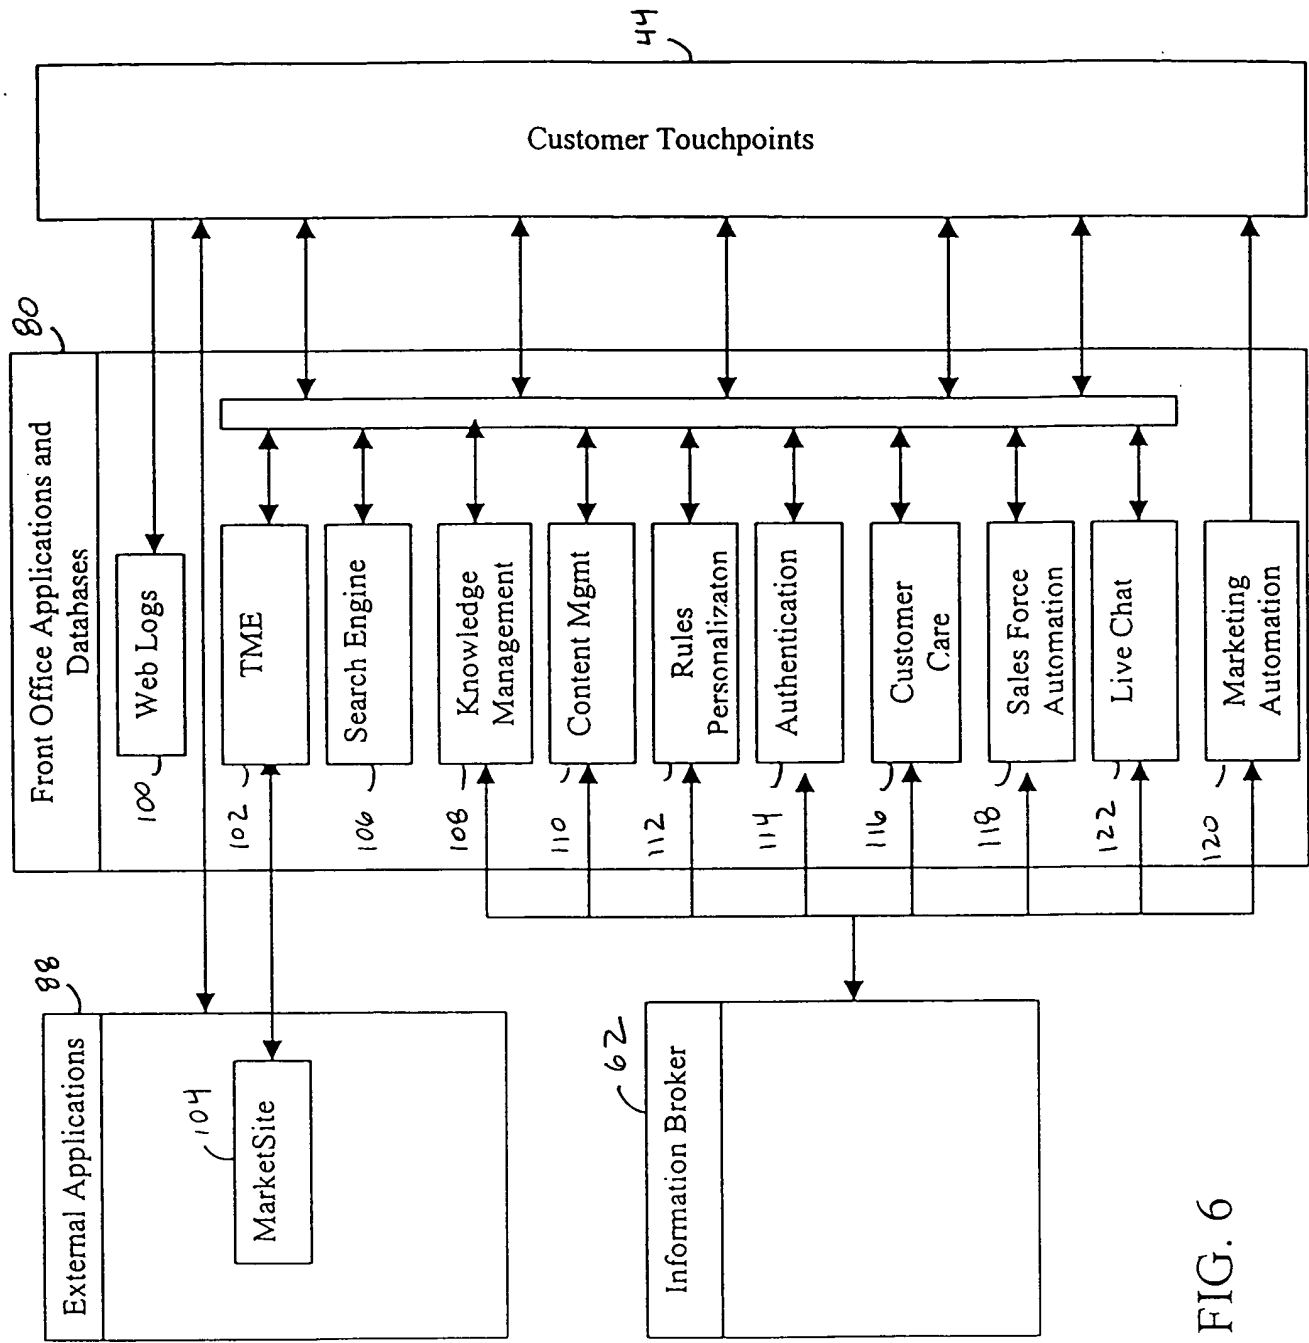 44
Customer Touchpoints
80
Front Office Applications and
Databases
Web Logs
100
TME
102
Search Engine
106
Knowledge
Management
108
Content Mgmt
110
Rules
Personalizaton
112
Authentication
114
Customer
Care
116
Sales Force
Automation
118
Live Chat
122
Marketing
Automation
120
88
External Applications
104
MarketSite
62
Information Broker
FIG. 6